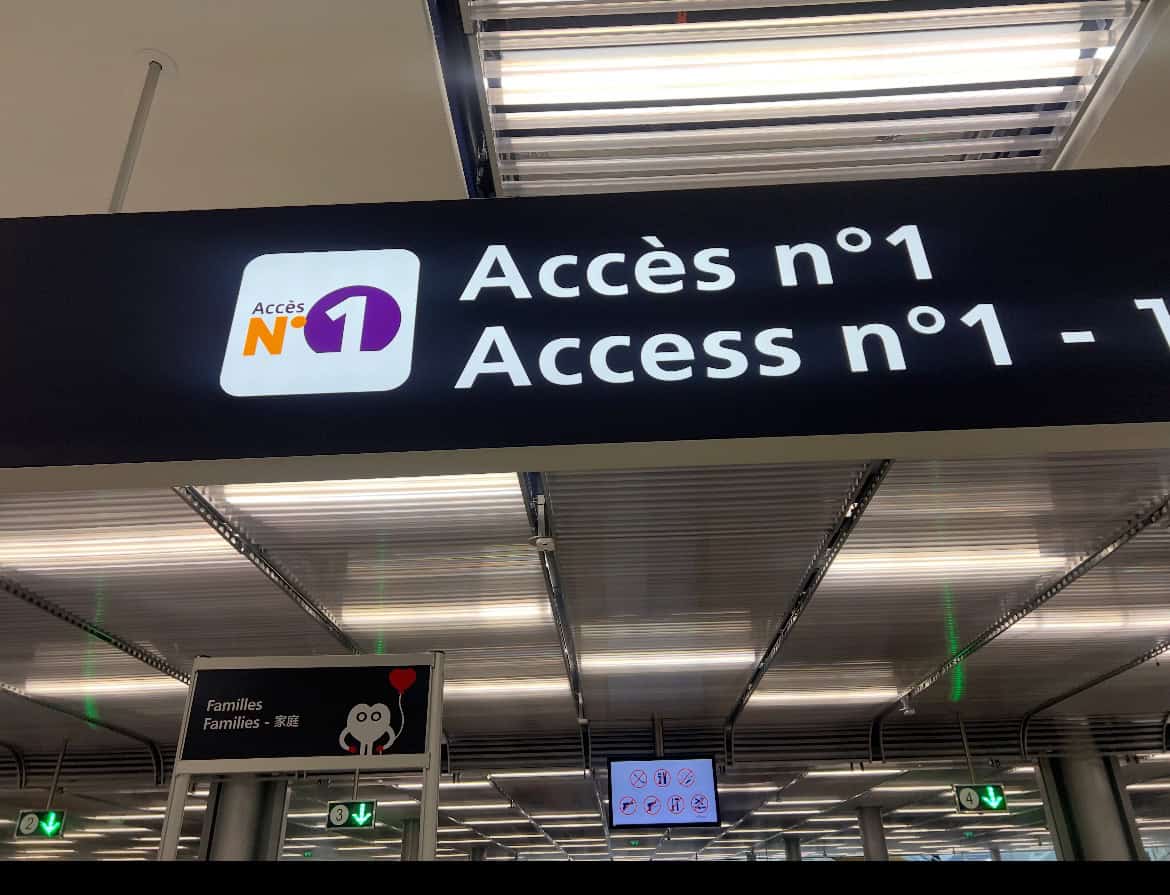 Accès
N°1
Accès n°1
Access n°1 -
Familles
Families - 家庭
2
3
4